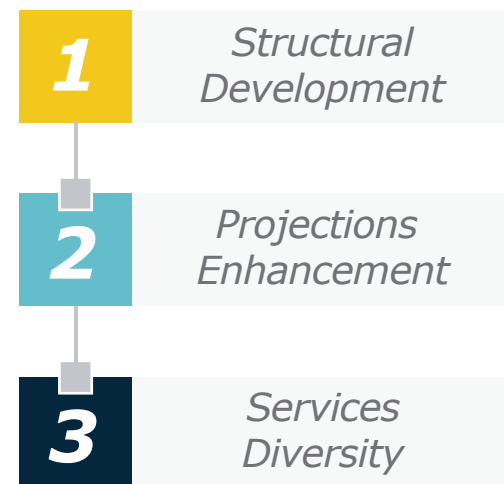 1
Structural
Development
2
Projections
Enhancement
3
Services
Diversity